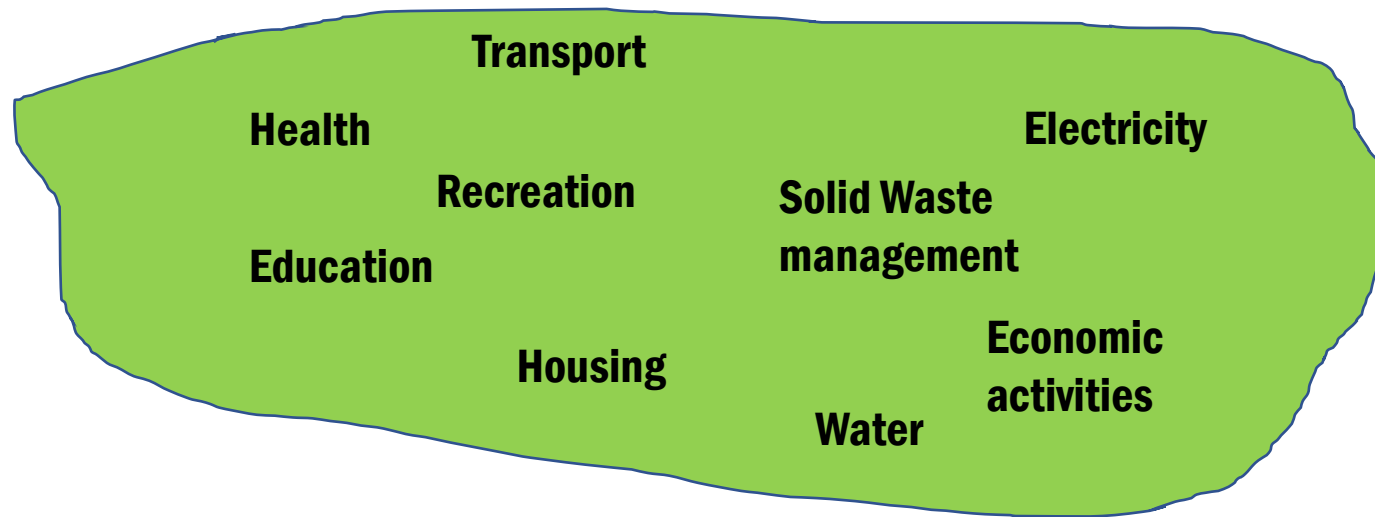 Transport
Health
Electricity
Recreation
Solid Waste
management
Education
Economic
activities
Housing
Water